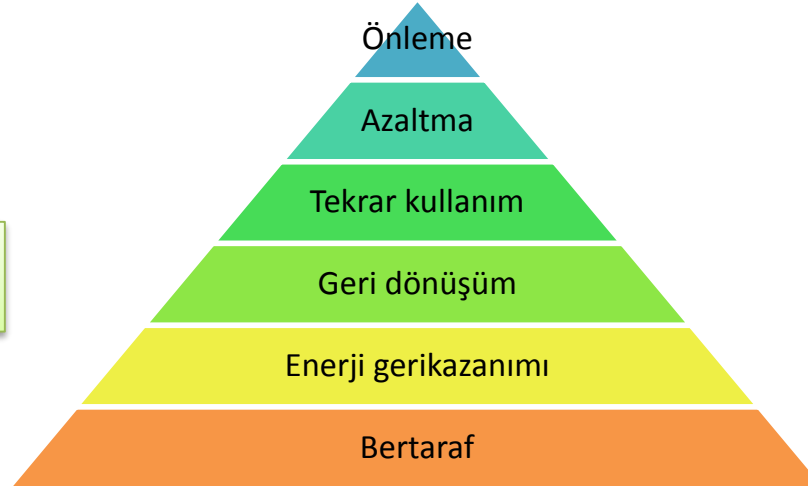 Önleme
Azaltma
Tekrar kullanım
Geri dönüşüm
Enerji gerikazanımı
Bertaraf